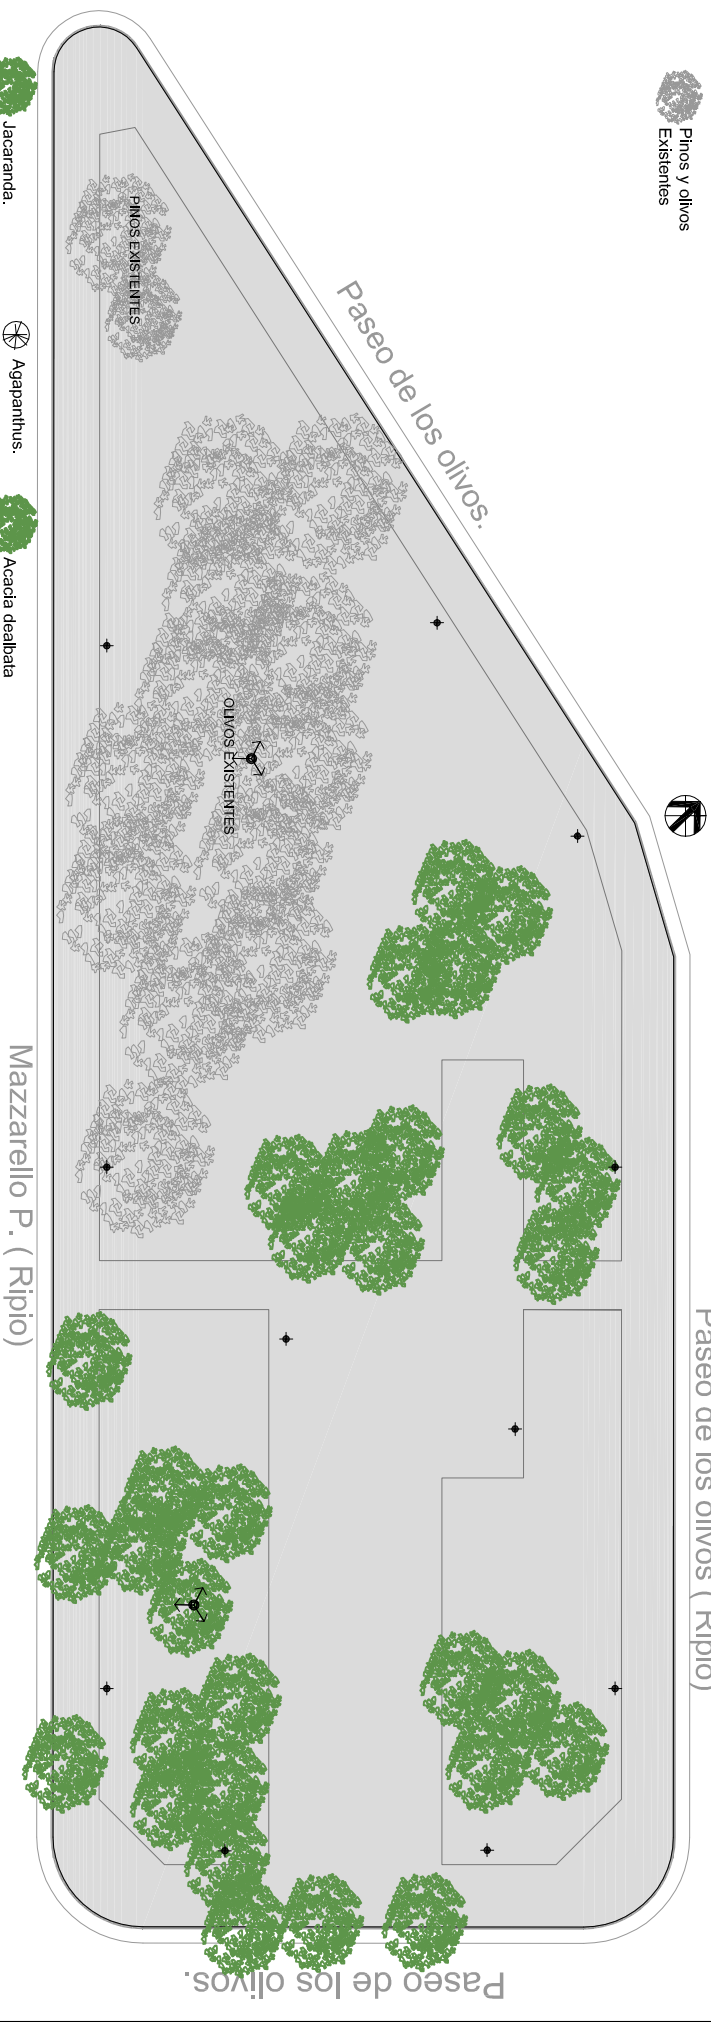 Pinos y olivos
Existentes
Jacaranda.
PINOS EXISTENTES
Paseo de los olivos.
Agapanthus.
Acacia dealbata
OLIVOS EXISTENTES
Mazzarello P. ( Ripio)
Paseo de los olivos ( Ripio)
Paseo de los olivos.